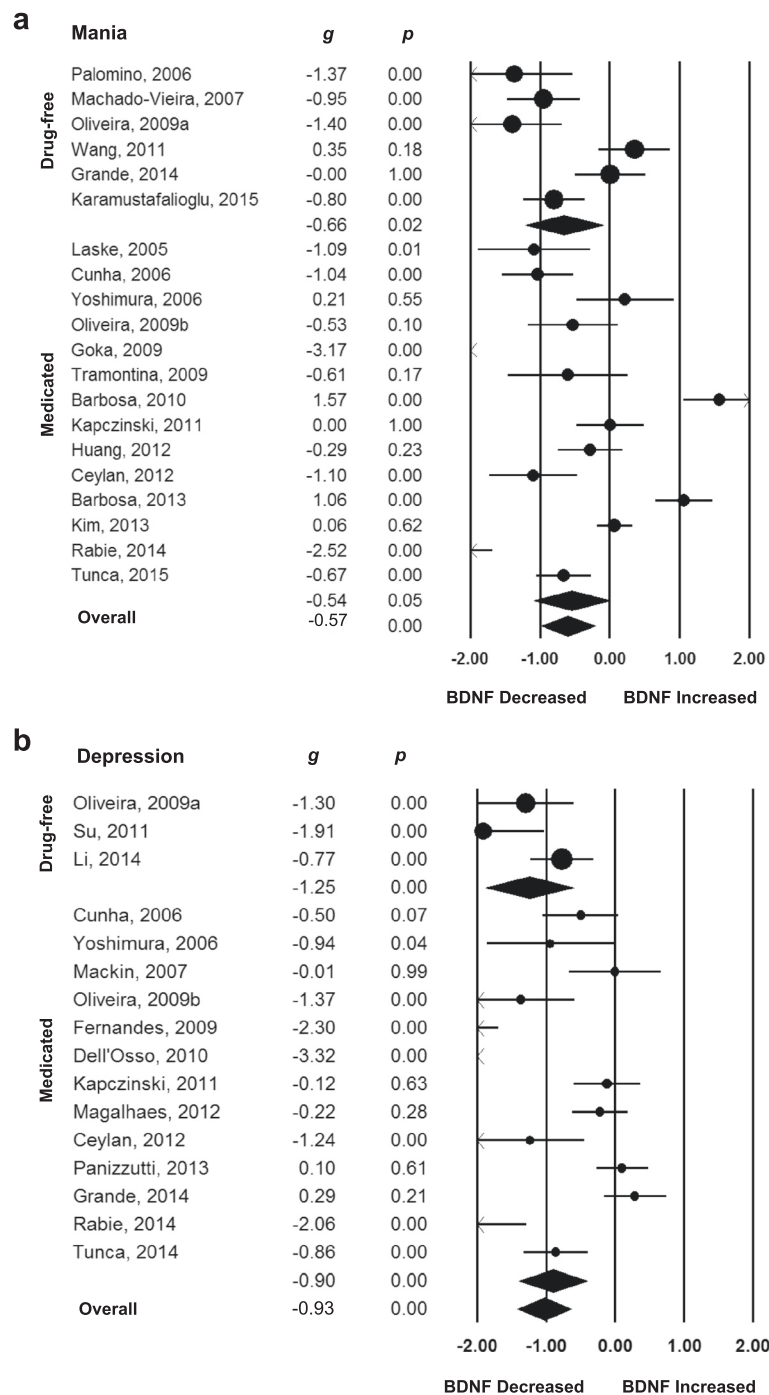 a
Mania g p
Drug-free
Palomino, 2006 -1.37 0.00
Machado-Vieira, 2007 -0.95 0.00
Oliveira, 2009a -1.40 0.00
Wang, 2011 0.35 0.18
Grande, 2014 -0.00 1.00
Karamustafalioglu, 2015 -0.80 0.00
-0.66 0.02
Medicated
Laske, 2005 -1.09 0.01
Cunha, 2006 -1.04 0.00
Yoshimura, 2006 0.21 0.55
Oliveira, 2009b -0.53 0.10
Goka, 2009 -3.17 0.00
Tramontina, 2009 -0.61 0.17
Barbosa, 2010 1.57 0.00
Kapczinski, 2011 0.00 1.00
Huang, 2012 -0.29 0.23
Ceylan, 2012 -1.10 0.00
Barbosa, 2013 1.06 0.00
Kim, 2013 0.06 0.62
Rabie, 2014 -2.52 0.00
Tunca, 2015 -0.67 0.00
-0.54 0.05
Overall -0.57 0.00
-2.00 -1.00 0.00 1.00 2.00
BDNF Decreased BDNF Increased
b
Depression g p
Drug-free
Oliveira, 2009a -1.30 0.00
Su, 2011 -1.91 0.00
Li, 2014 -0.77 0.00
-1.25 0.00
Medicated
Cunha, 2006 -0.50 0.07
Yoshimura, 2006 -0.94 0.04
Mackin, 2007 -0.01 0.99
Oliveira, 2009b -1.37 0.00
Fernandes, 2009 -2.30 0.00
Dell'Osso, 2010 -3.32 0.00
Kapczinski, 2011 -0.12 0.63
Magalhaes, 2012 -0.22 0.28
Ceylan, 2012 -1.24 0.00
Panizzutti, 2013 0.10 0.61
Grande, 2014 0.29 0.21
Rabie, 2014 -2.06 0.00
Tunca, 2014 -0.86 0.00
-0.90 0.00
Overall -0.93 0.00
-2.00 -1.00 0.00 1.00 2.00
BDNF Decreased BDNF Increased